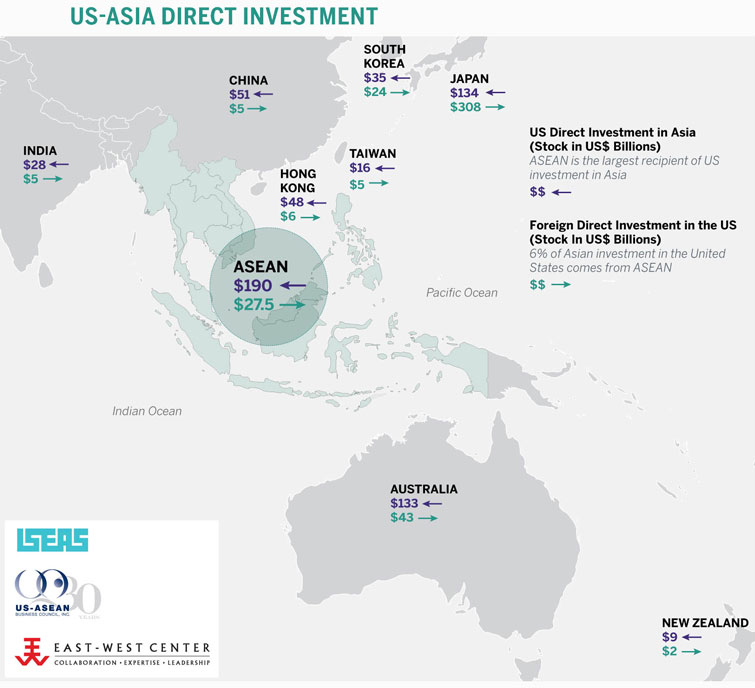 US-ASIA DIRECT INVESTMENT
SOUTH
KOREA
$35 ←
$24 →
JAPAN
$134 ←
$308 →
CHINA
$51 ←
$5 →
INDIA
$28 ←
$5 →
TAIWAN
$16 ←
$5 →
HONG
KONG
$48 ←
$6 →
US Direct Investment in Asia
(Stock in US$ Billions)
ASEAN is the largest recipient of US
investment in Asia
$$ ←
Foreign Direct Investment in the US
(Stock In US$ Billions)
6% of Asian investment in the United
States comes from ASEAN
$$ →
ASEAN
$190 ←
$27.5 →
Pacific Ocean
Indian Ocean
AUSTRALIA
$133 ←
$43 →
ISEAS
30
US-ASEAN
BUSINESS COUNCIL, INC.
YEARS
EAST-WEST CENTER
COLLABORATION • EXPERTISE • LEADERSHIP
NEW ZEALAND
$9 ←
$2 →